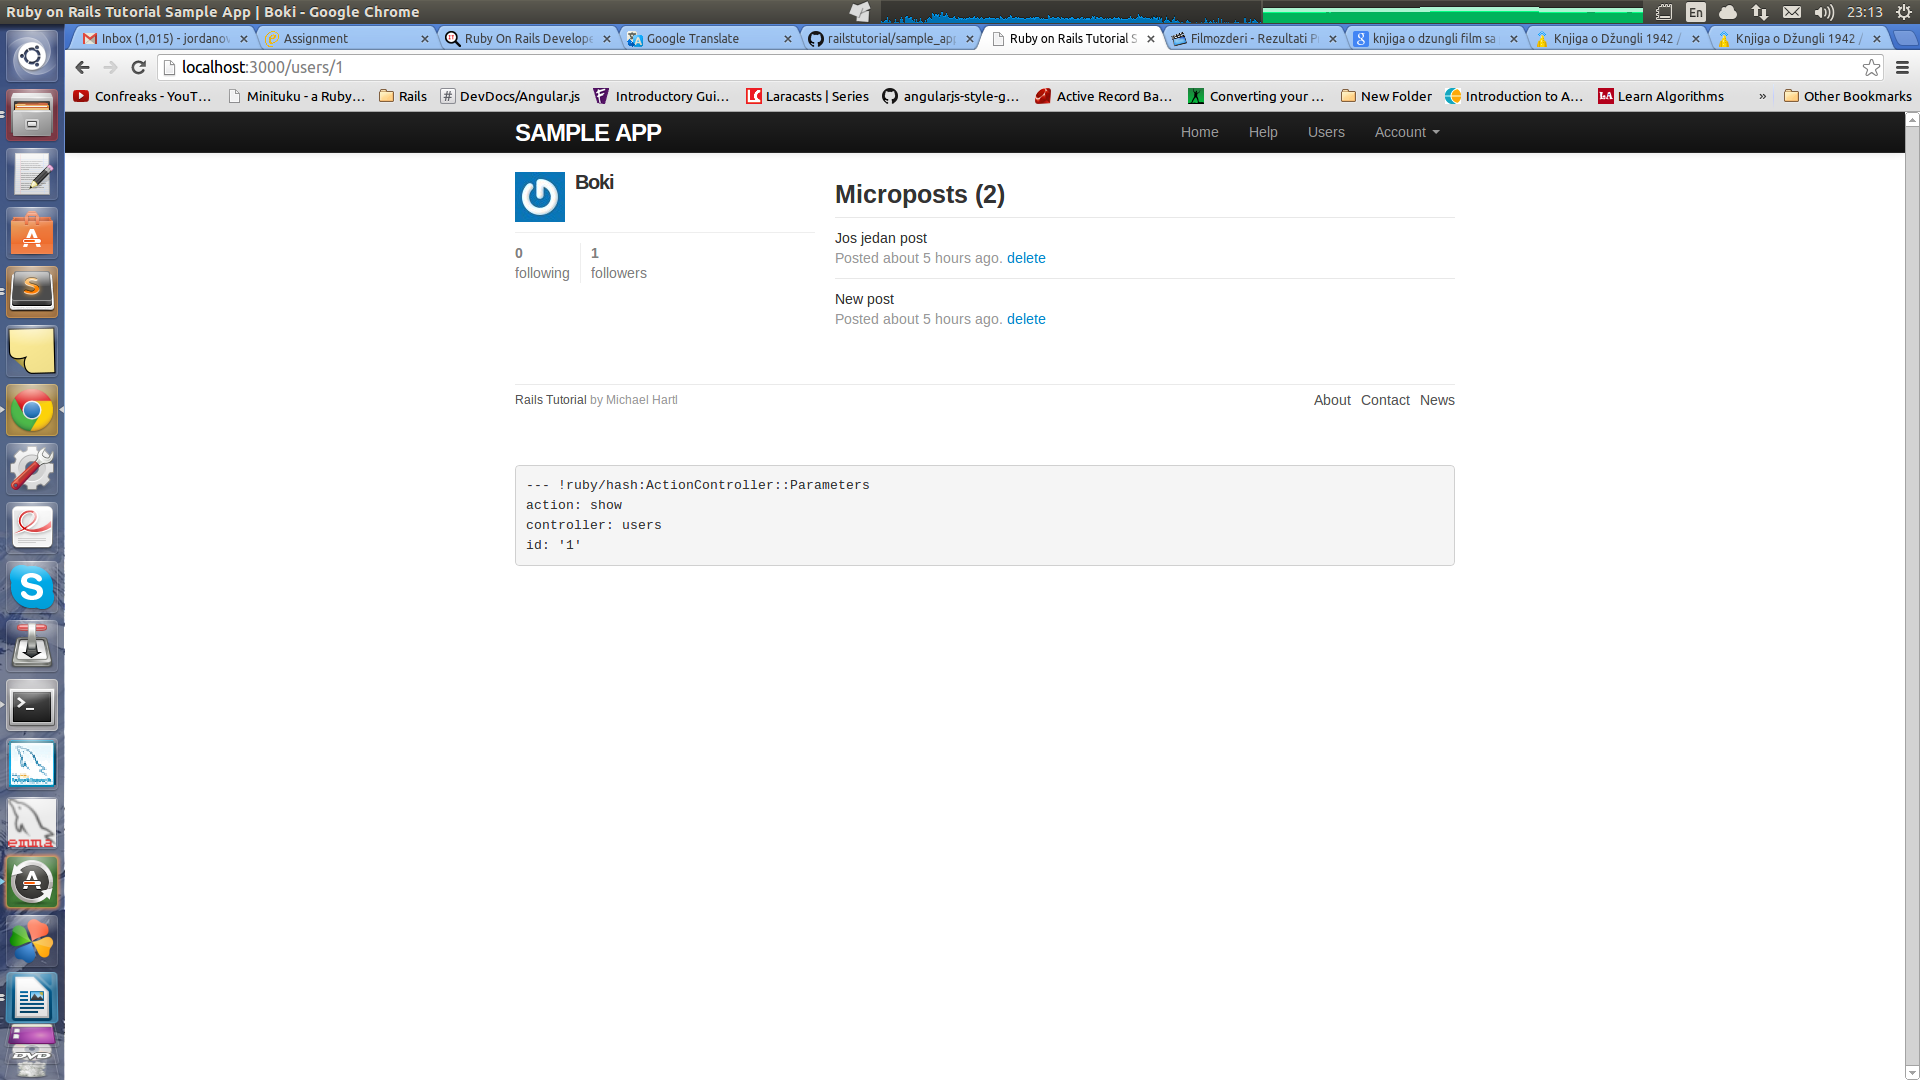 Ruby on Rails Tutorial Sample App | Boki - Google Chrome
En
23:13
Inbox (1,015) - jordanov
Assignment
Ruby On Rails Develope
Google Translate
railstutorial/sample_app
Ruby on Rails Tutorial S
Filmozderi - Rezultati P
knjiga o dzungli film sa
Knjiga o Džungli 1942 /
Knjiga o Džungli 1942 /
localhost:3000/users/1
Confreaks - YouT...
Minituku - a Ruby...
Rails
DevDocs/Angular.js
Introductory Gui...
Laracasts | Series
angularjs-style-g...
Active Record Ba...
Converting your ...
New Folder
Introduction to A...
LA
Learn Algorithms
»
Other Bookmarks
SAMPLE APP
Home
Help
Users
Account
Boki
0
following
1
followers
Microposts (2)
Jos jedan post
Posted about 5 hours ago. delete
New post
Posted about 5 hours ago. delete
Rails Tutorial by Michael Hartl
About
Contact
News
--- !ruby/hash:ActionController::Parameters
action: show
controller: users
id: '1'
emma
DVD